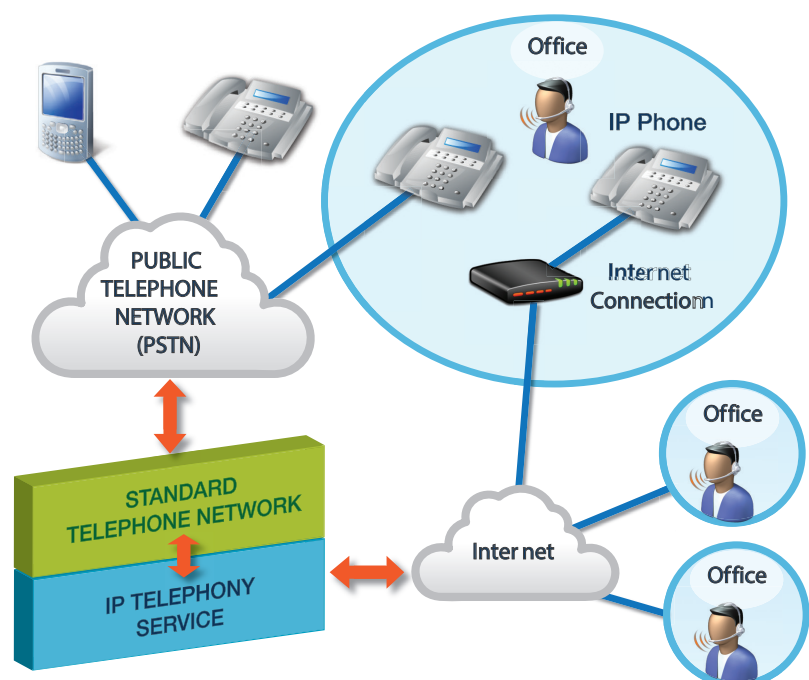 Office
IP Phone
PUBLIC
TELEPHONE
NETWORK
(PSTN)
Internet
Connection
STANDARD
TELEPHONE NETWORK
IP TELEPHONY
SERVICE
Internet
Office
Office